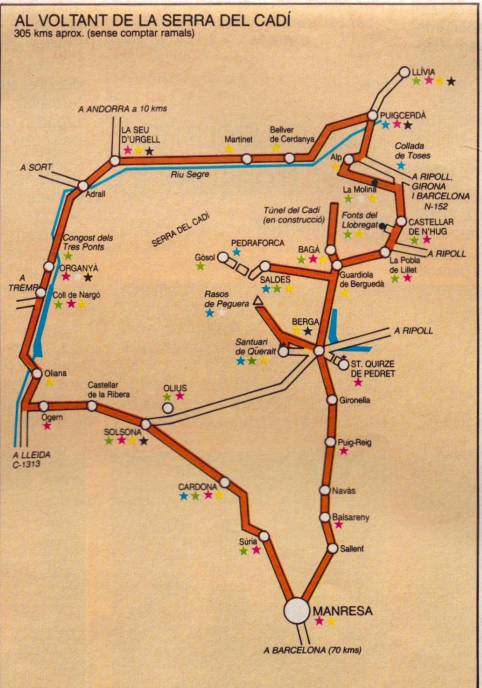 AL VOLTANT DE LA SERRA DEL CADÍ
305 kms aprox. (sense comptar ramals)
LLÍVIA
A ANDORRA a 10 kms
PUIGCERDÀ
LA SEU
D'URGELL
Martinet
Bellver
de Cerdanya
Collada
de Toses
Alp
A SORT
Riu Segre
A RIPOLL,
GIRONA
I BARCELONA
N-152
Adrall
La Molina
Túnel del Cadí
(en construcció)
Fonts del
Llobregat
CASTELLAR
DE N'HUG
SERRA DEL CADÍ
Congost dels
Tres Ponts
PEDRAFORCA
BAGÀ
Gósol
La Pobla
de Lillet
A RIPOLL
ORGANYÀ
SALDES
Guardiola
de Berguedà
A
TREMP
Coll de Nargó
Rasos
de Peguera
BERGA
A RIPOLL
Santuari
de Queralt
ST. QUIRZE
DE PEDRET
Oliana
Castellar
de la Ribera
OLIUS
Gironella
Ogern
SOLSONA
Puig-Reig
A LLEIDA
C-1313
CARDONA
Navàs
Balsareny
Súria
Sallent
MANRESA
A BARCELONA (70 kms)